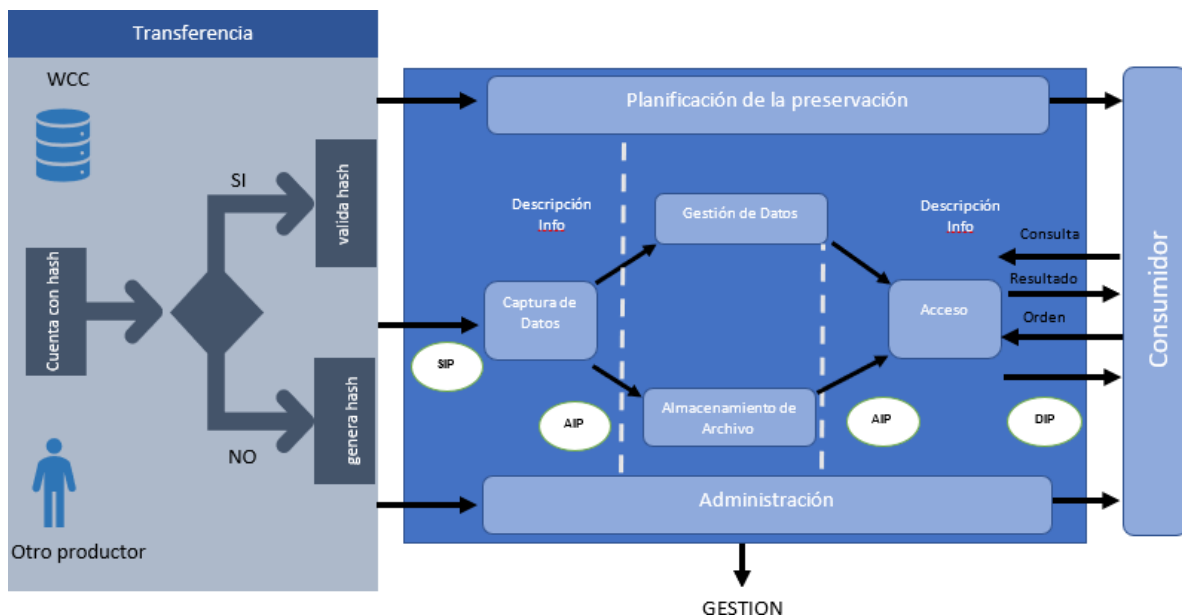 Transferencia
WCC
SI
valida hash
Cuenta con hash
NO
genera hash
Otro productor
Planificación de la preservación
Descripción
Info
Gestión de Datos
Descripción
Info
Captura de
Datos
Acceso
Consulta
Resultado
Orden
SIP
AIP
Almacenamiento de
Archivo
AIP
DIP
Administración
Consumidor
GESTION